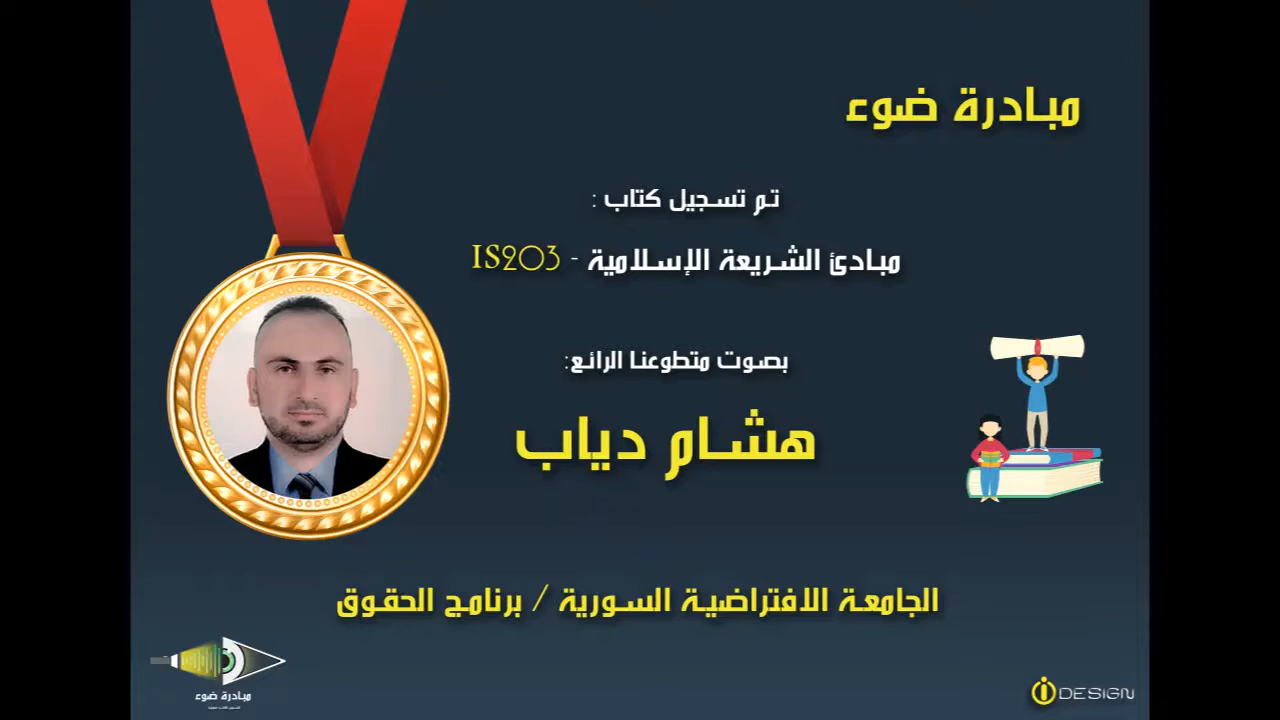 مبادرة ضوء
تم تسجيل كتاب :
مبادئ الشريعة الإسلامية - IS203
بصوت متطوعنا الرائع:
هشام دياب
الجامعة الافتراضية السورية / برنامج الحقوق
مبادرة ضوء
DESIGN